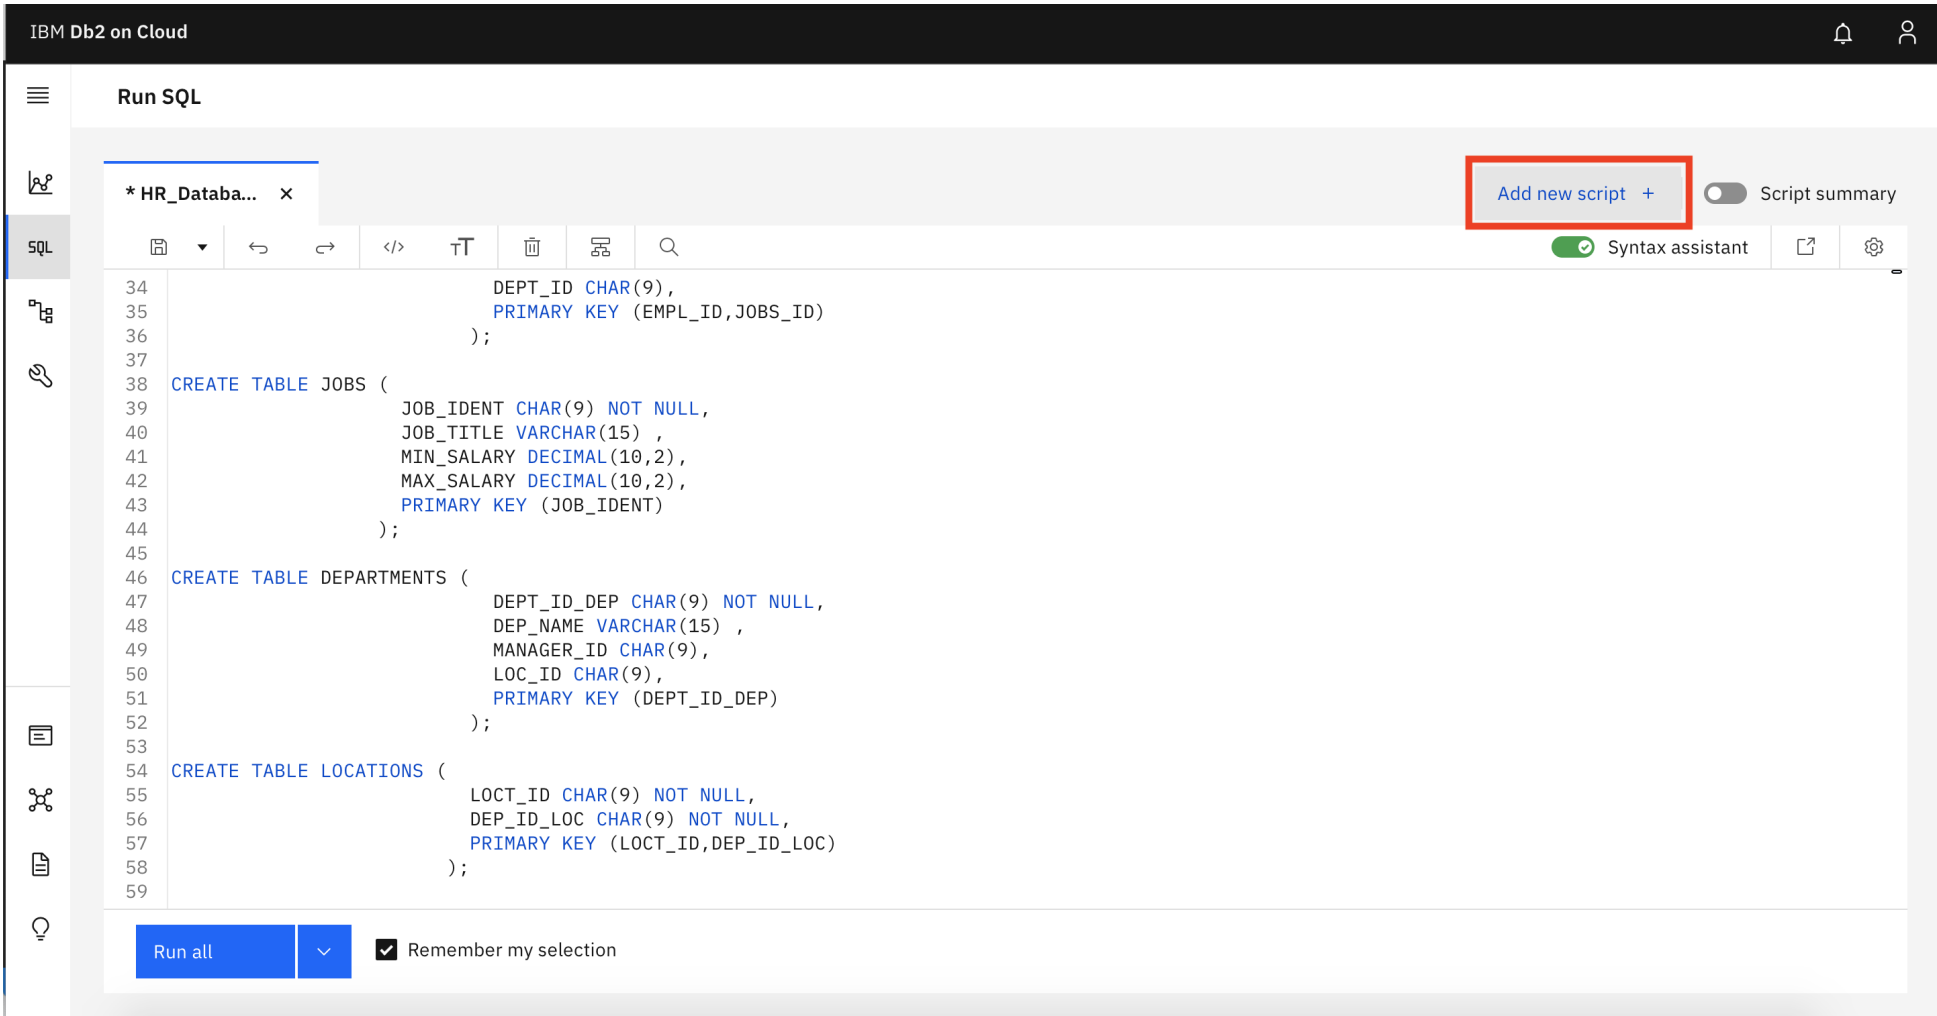 IBM Db2 on Cloud
Run SQL
* HR_Databa... ×
Add new script +
Script summary
SQL
Syntax assistant
34 DEPT_ID CHAR(9),
35 PRIMARY KEY (EMPL_ID,JOBS_ID)
36 );
37
38 CREATE TABLE JOBS (
39 JOB_IDENT CHAR(9) NOT NULL,
40 JOB_TITLE VARCHAR(15) ,
41 MIN_SALARY DECIMAL(10,2),
42 MAX_SALARY DECIMAL(10,2),
43 PRIMARY KEY (JOB_IDENT)
44 );
45
46 CREATE TABLE DEPARTMENTS (
47 DEPT_ID_DEP CHAR(9) NOT NULL,
48 DEP_NAME VARCHAR(15) ,
49 MANAGER_ID CHAR(9),
50 LOC_ID CHAR(9),
51 PRIMARY KEY (DEPT_ID_DEP)
52 );
53
54 CREATE TABLE LOCATIONS (
55 LOCT_ID CHAR(9) NOT NULL,
56 DEP_ID_LOC CHAR(9) NOT NULL,
57 PRIMARY KEY (LOCT_ID,DEP_ID_LOC)
58 );
59
Run all
Remember my selection